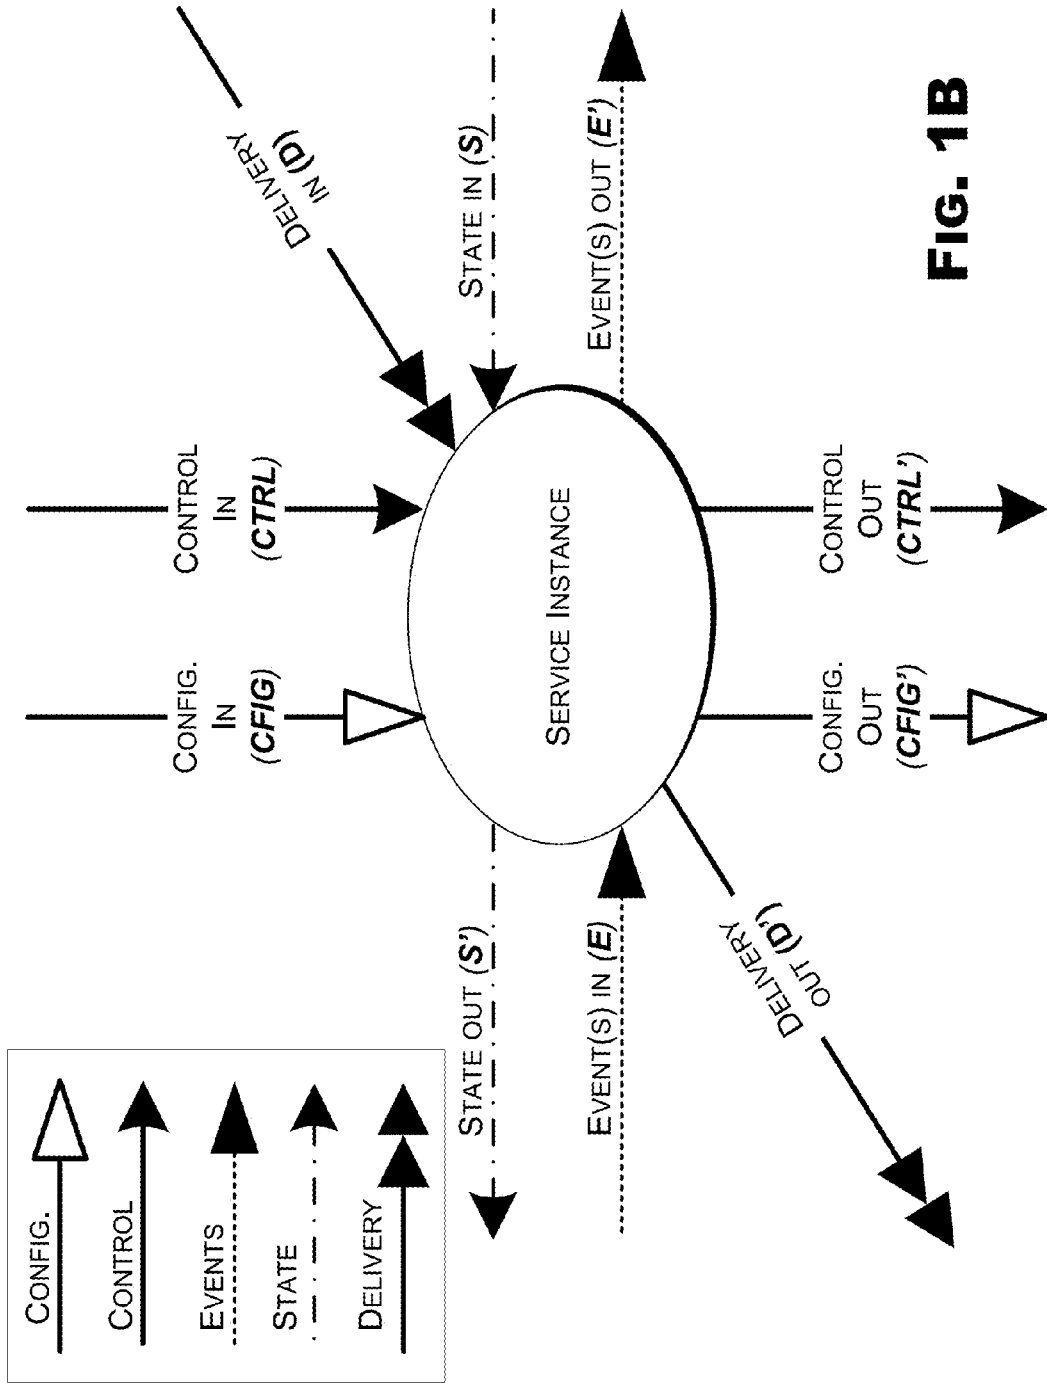 CONFIG.
CONTROL
EVENTS
STATE
DELIVERY
CONFIG.
IN
(CFIG)
CONTROL
IN
(CTRL)
DELIVERY
IN (D)
STATE OUT (S')
STATE IN (S)
SERVICE INSTANCE
EVENT(S) IN (E)
EVENT(S) OUT (E')
DELIVERY
OUT (D')
CONFIG.
OUT
(CFIG')
CONTROL
OUT
(CTRL')
FIG. 1B